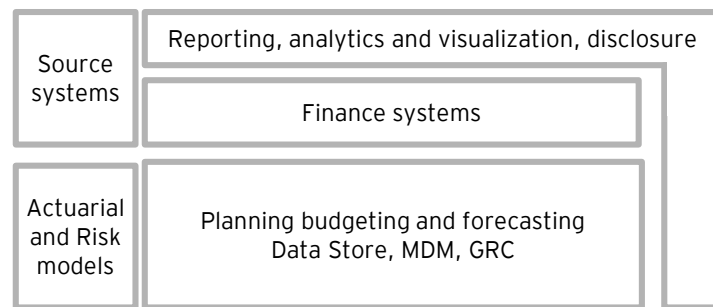 Source
systems
Reporting, analytics and visualization, disclosure
Finance systems
Actuarial
and Risk
models
Planning budgeting and forecasting
Data Store, MDM, GRC